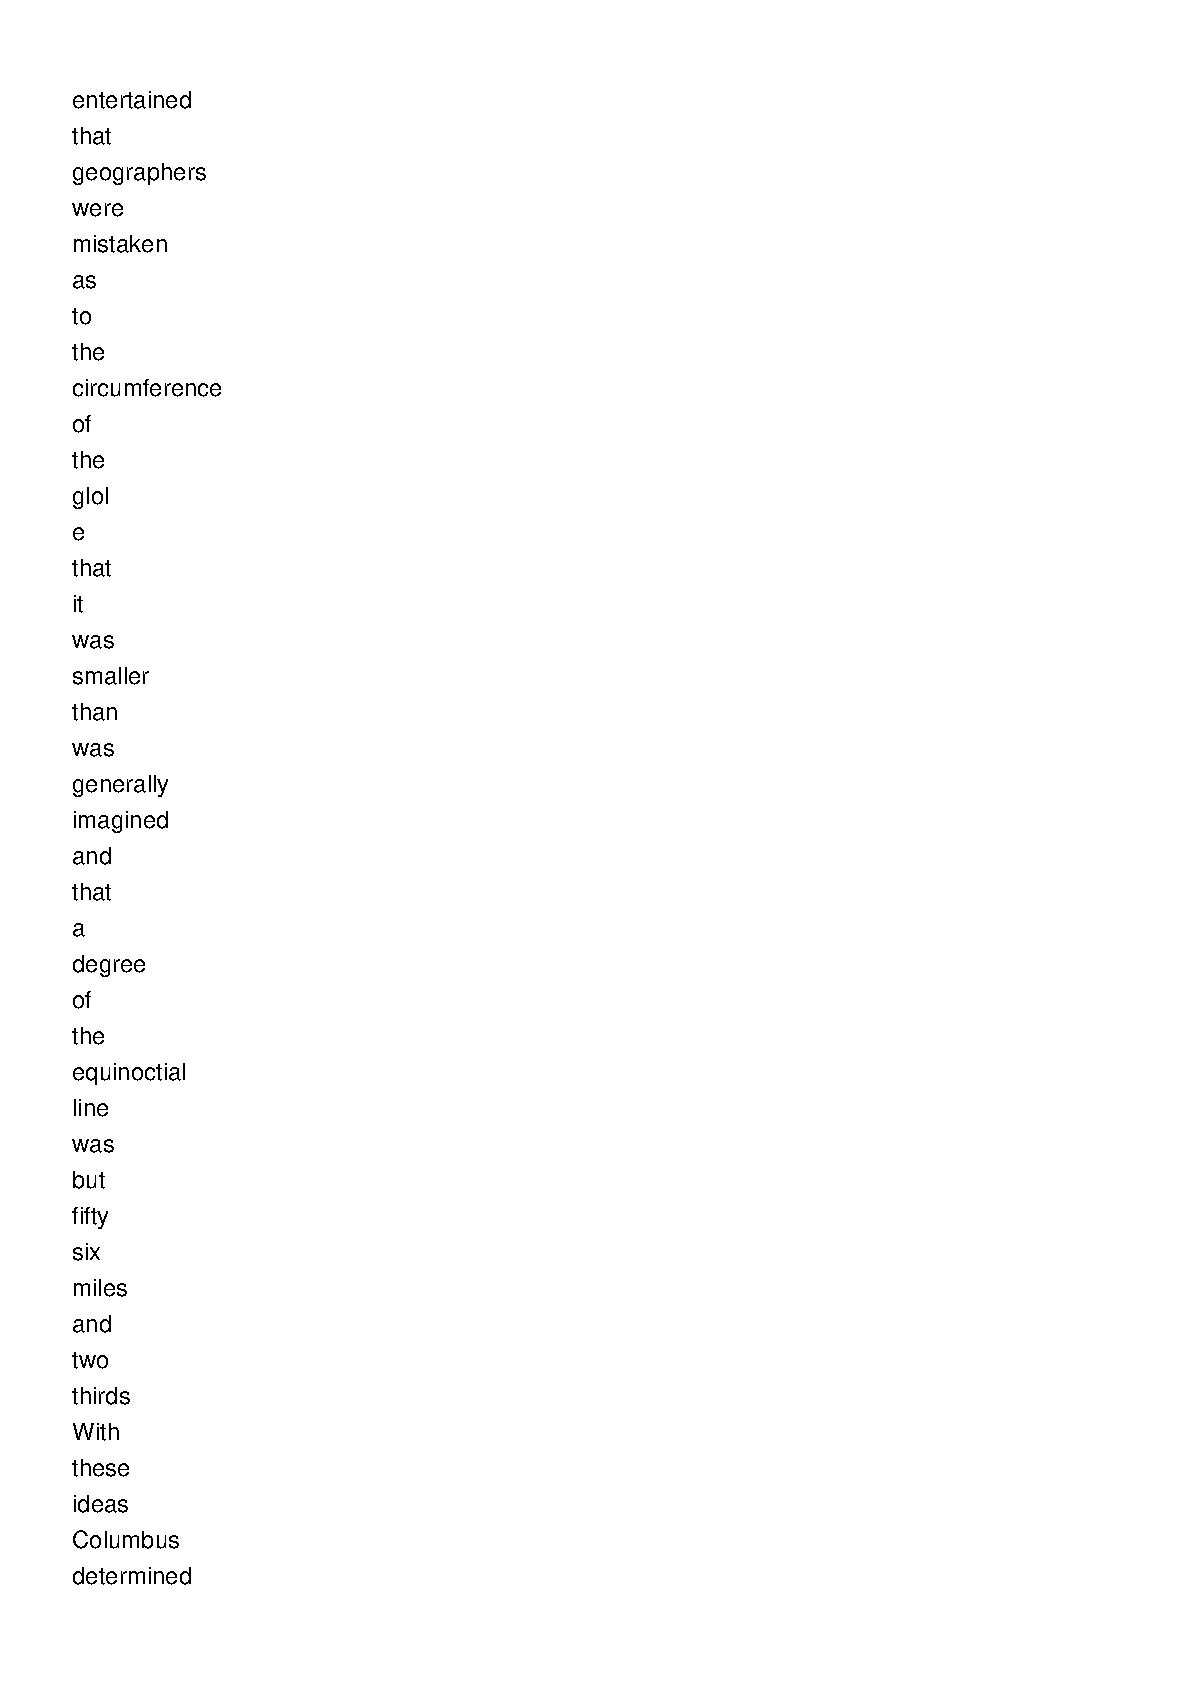 entertained
that
geographers
were
mistaken
as
to
the
circumference
of
the
glol
e
that
it
was
smaller
than
was
generally
imagined
and
that
a
degree
of
the
equinoctial
line
was
but
fifty
six
miles
and
two
thirds
With
these
ideas
Columbus
determined